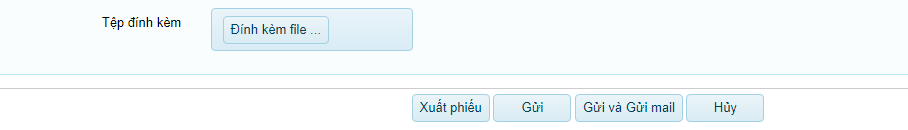 Tệp đính kèm
Đính kèm file ...
Xuất phiếu Gửi Gửi và Gửi mail Hủy